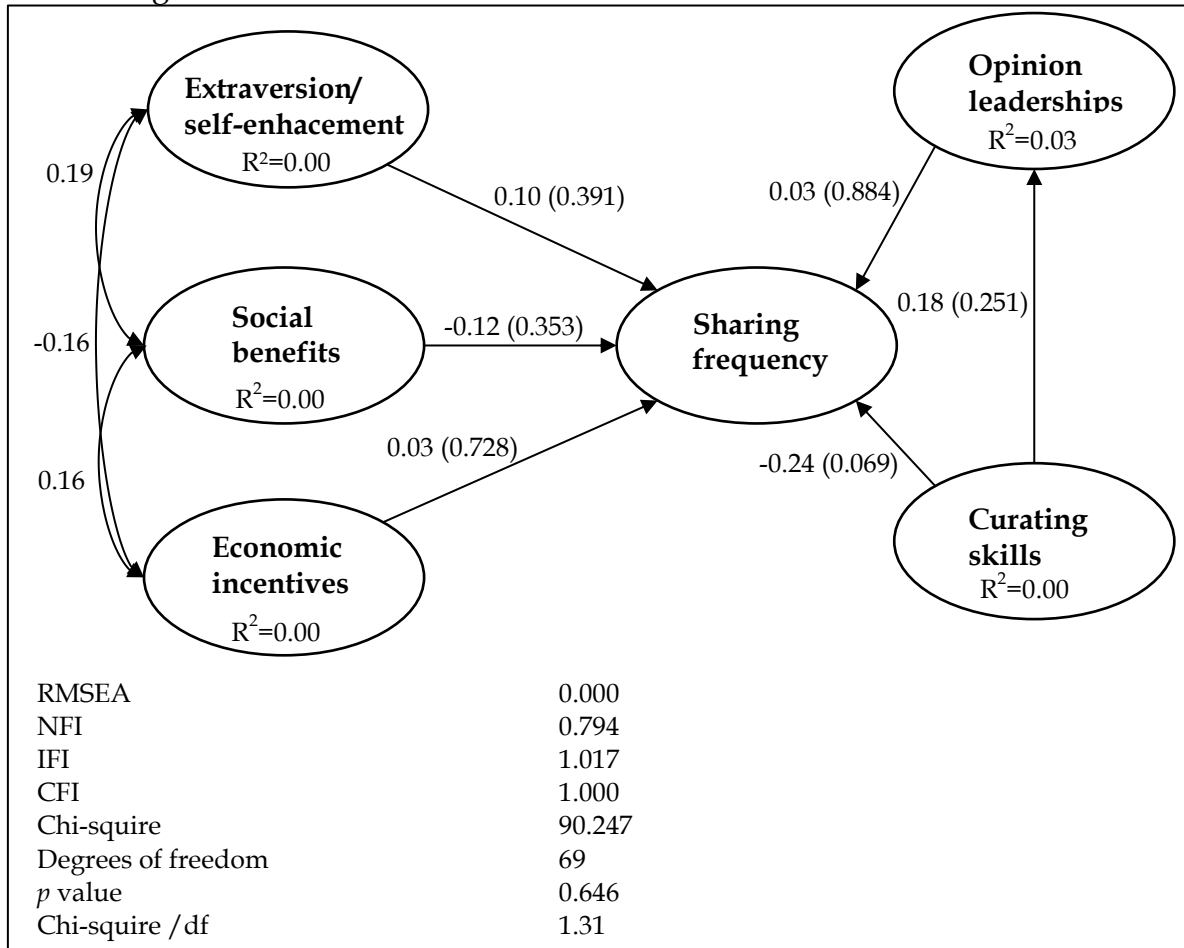 Extraversion/
self-enhacement
R²=0.00
Opinion
leaderships
R²=0.03
0.19
0.10 (0.391)
0.03 (0.884)
Social
benefits
R²=0.00
-0.12 (0.353)
Sharing
frequency
0.18 (0.251)
-0.16
0.16
0.03 (0.728)
-0.24 (0.069)
Economic
incentives
R²=0.00
Curating
skills
R²=0.00
RMSEA 0.000
NFI 0.794
IFI 1.017
CFI 1.000
Chi-squire 90.247
Degrees of freedom 69
p value 0.646
Chi-squire /df 1.31